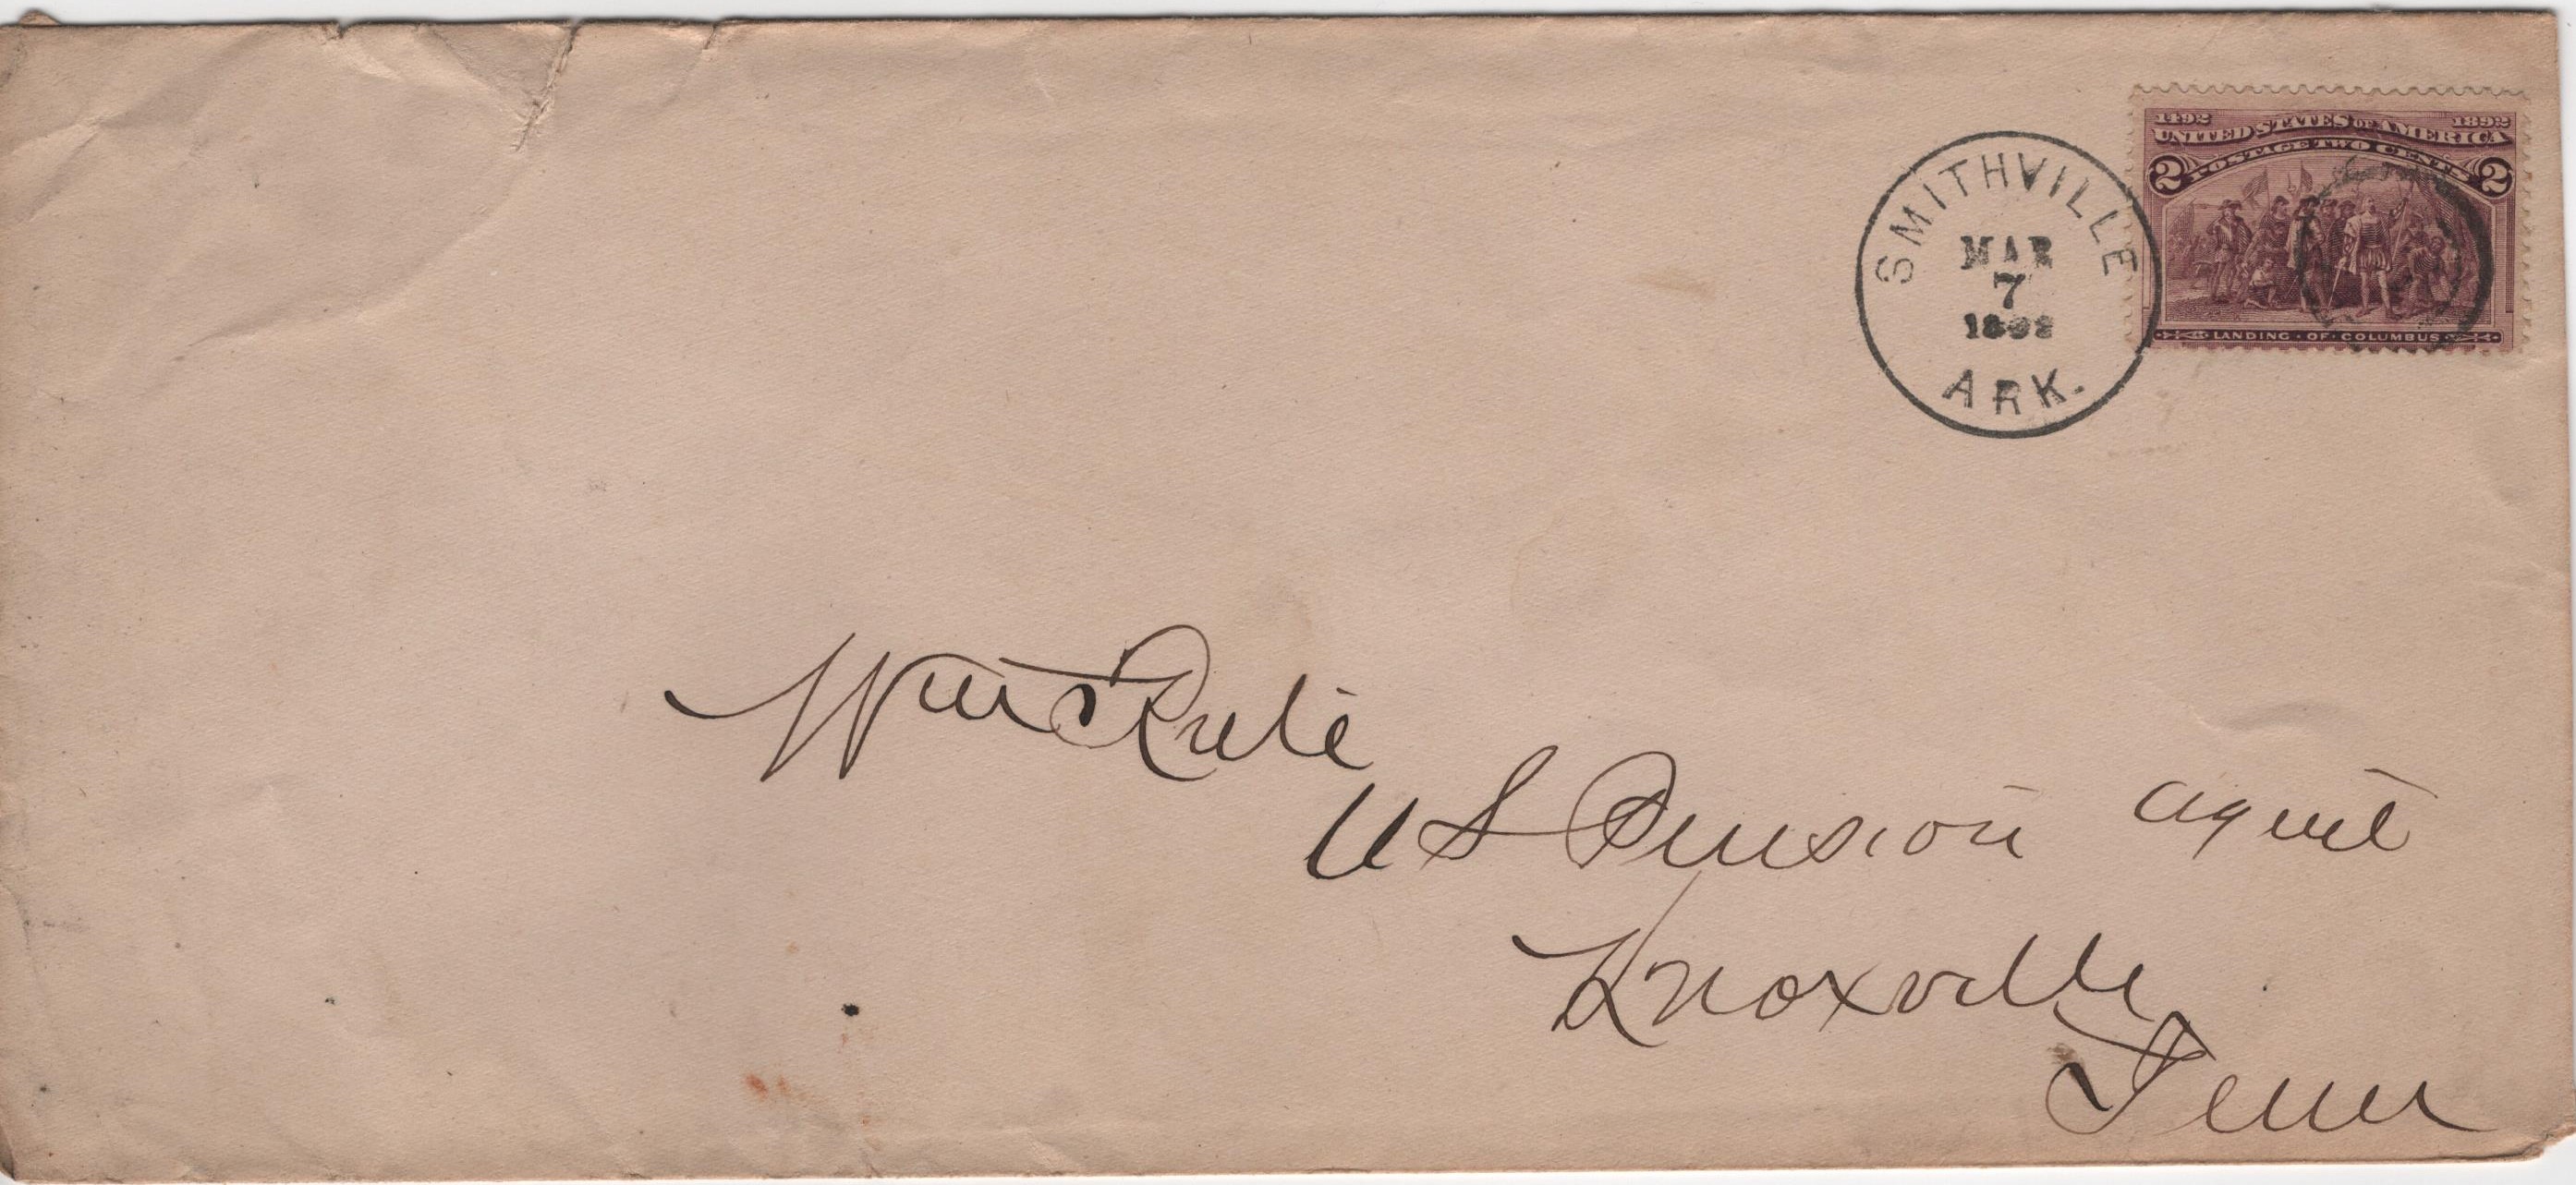 1492 1892
UNITED STATES OF AMERICA
POSTAGE TWO CENTS
2 2
LANDING · OF · COLUMBUS
SMITHVILLE
MAR
7
ARK.
Wm Rule
U S Pension agent
Knoxville
Tenn